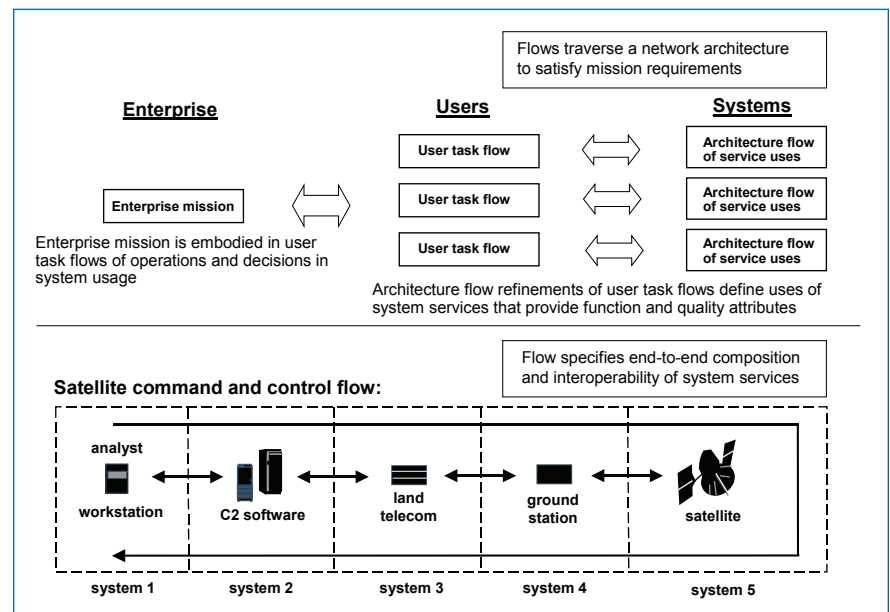 Flows traverse a network architecture
to satisfy mission requirements
Enterprise
Users
Systems
User task flow
Architecture flow
of service uses
Enterprise mission
User task flow
Architecture flow
of service uses
User task flow
Architecture flow
of service uses
Enterprise mission is embodied in user
task flows of operations and decisions in
system usage
Architecture flow refinements of user task flows define uses of
system services that provide function and quality attributes
Flow specifies end-to-end composition
and interoperability of system services
Satellite command and control flow:
analyst
workstation
C2 software
land
telecom
ground
station
satellite
system 1
system 2
system 3
system 4
system 5